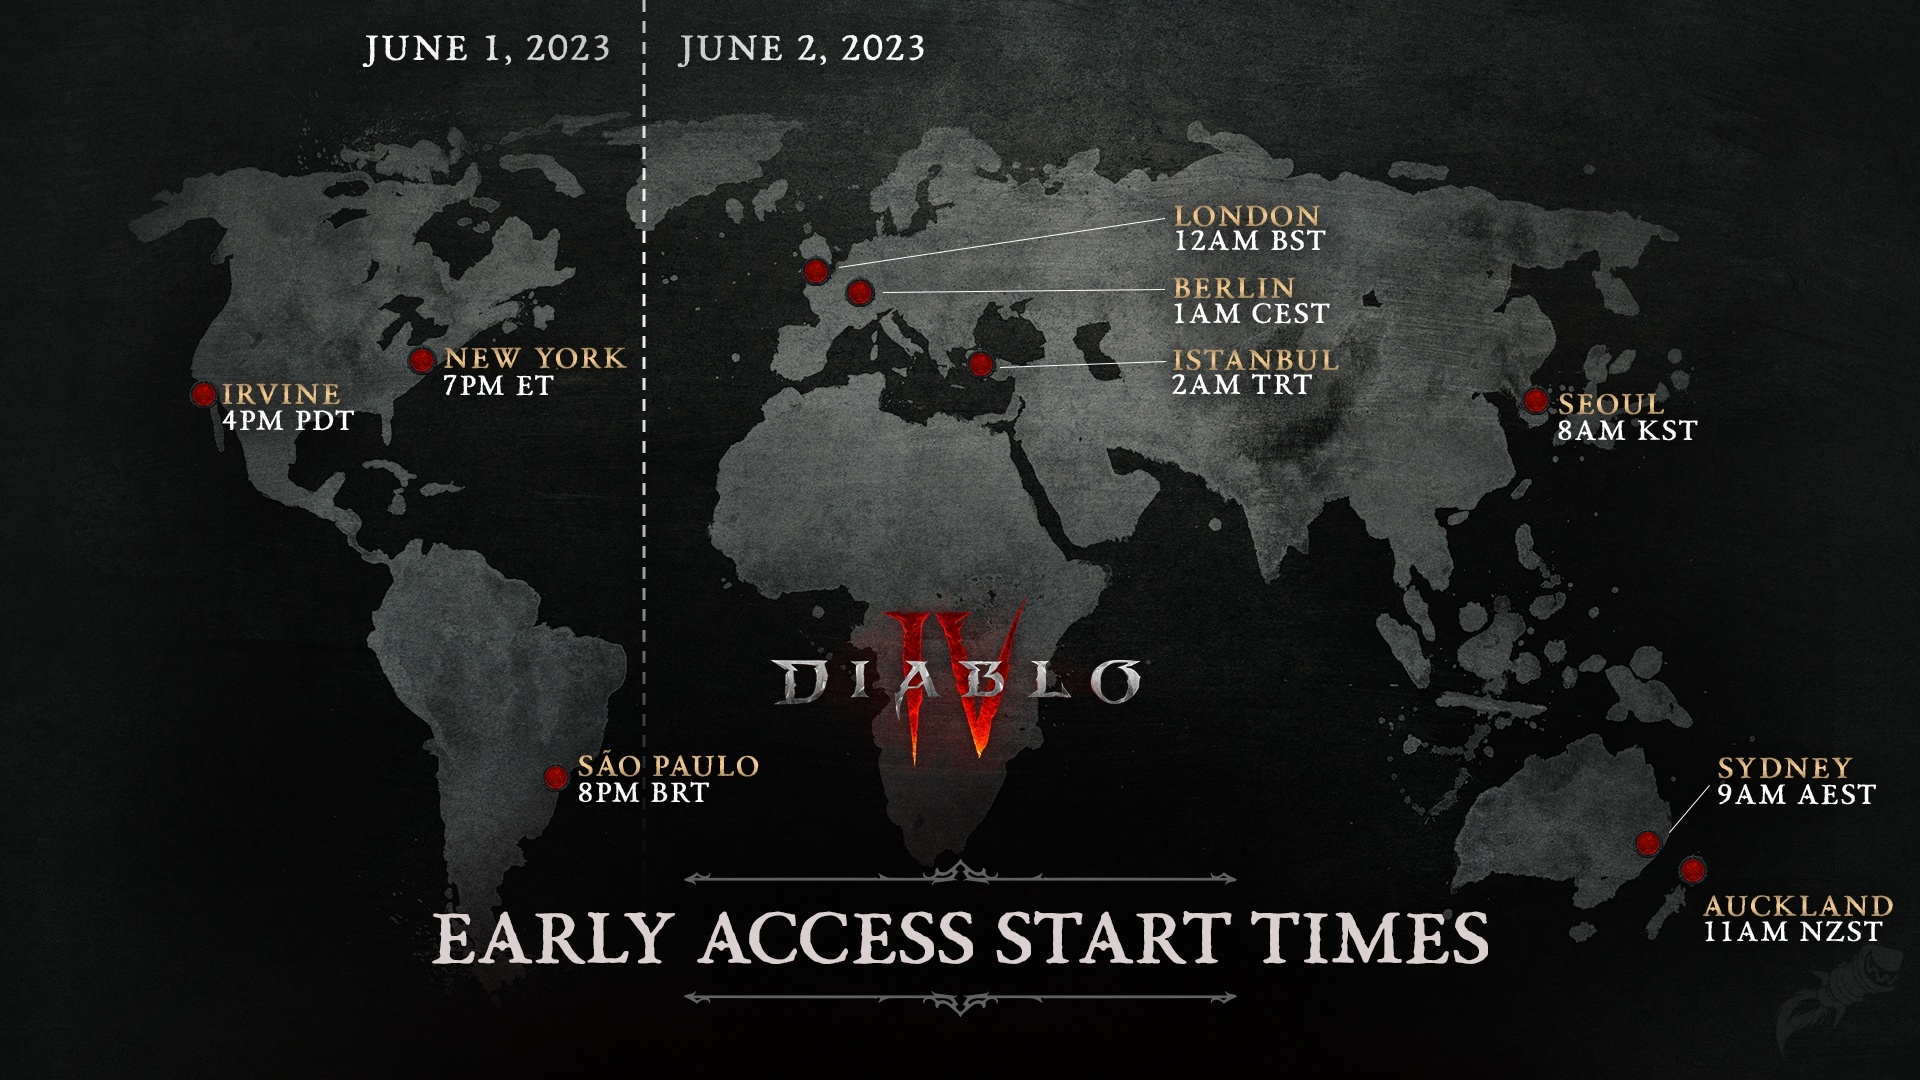 JUNE 1, 2023
JUNE 2, 2023
LONDON
12AM BST
BERLIN
1AM CEST
ISTANBUL
2AM TRT
NEW YORK
7PM ET
IRVINE
4PM PDT
SEOUL
8AM KST
DIABLO
IV
SÃO PAULO
8PM BRT
SYDNEY
9AM AEST
AUCKLAND
11AM NZST
EARLY ACCESS START TIMES